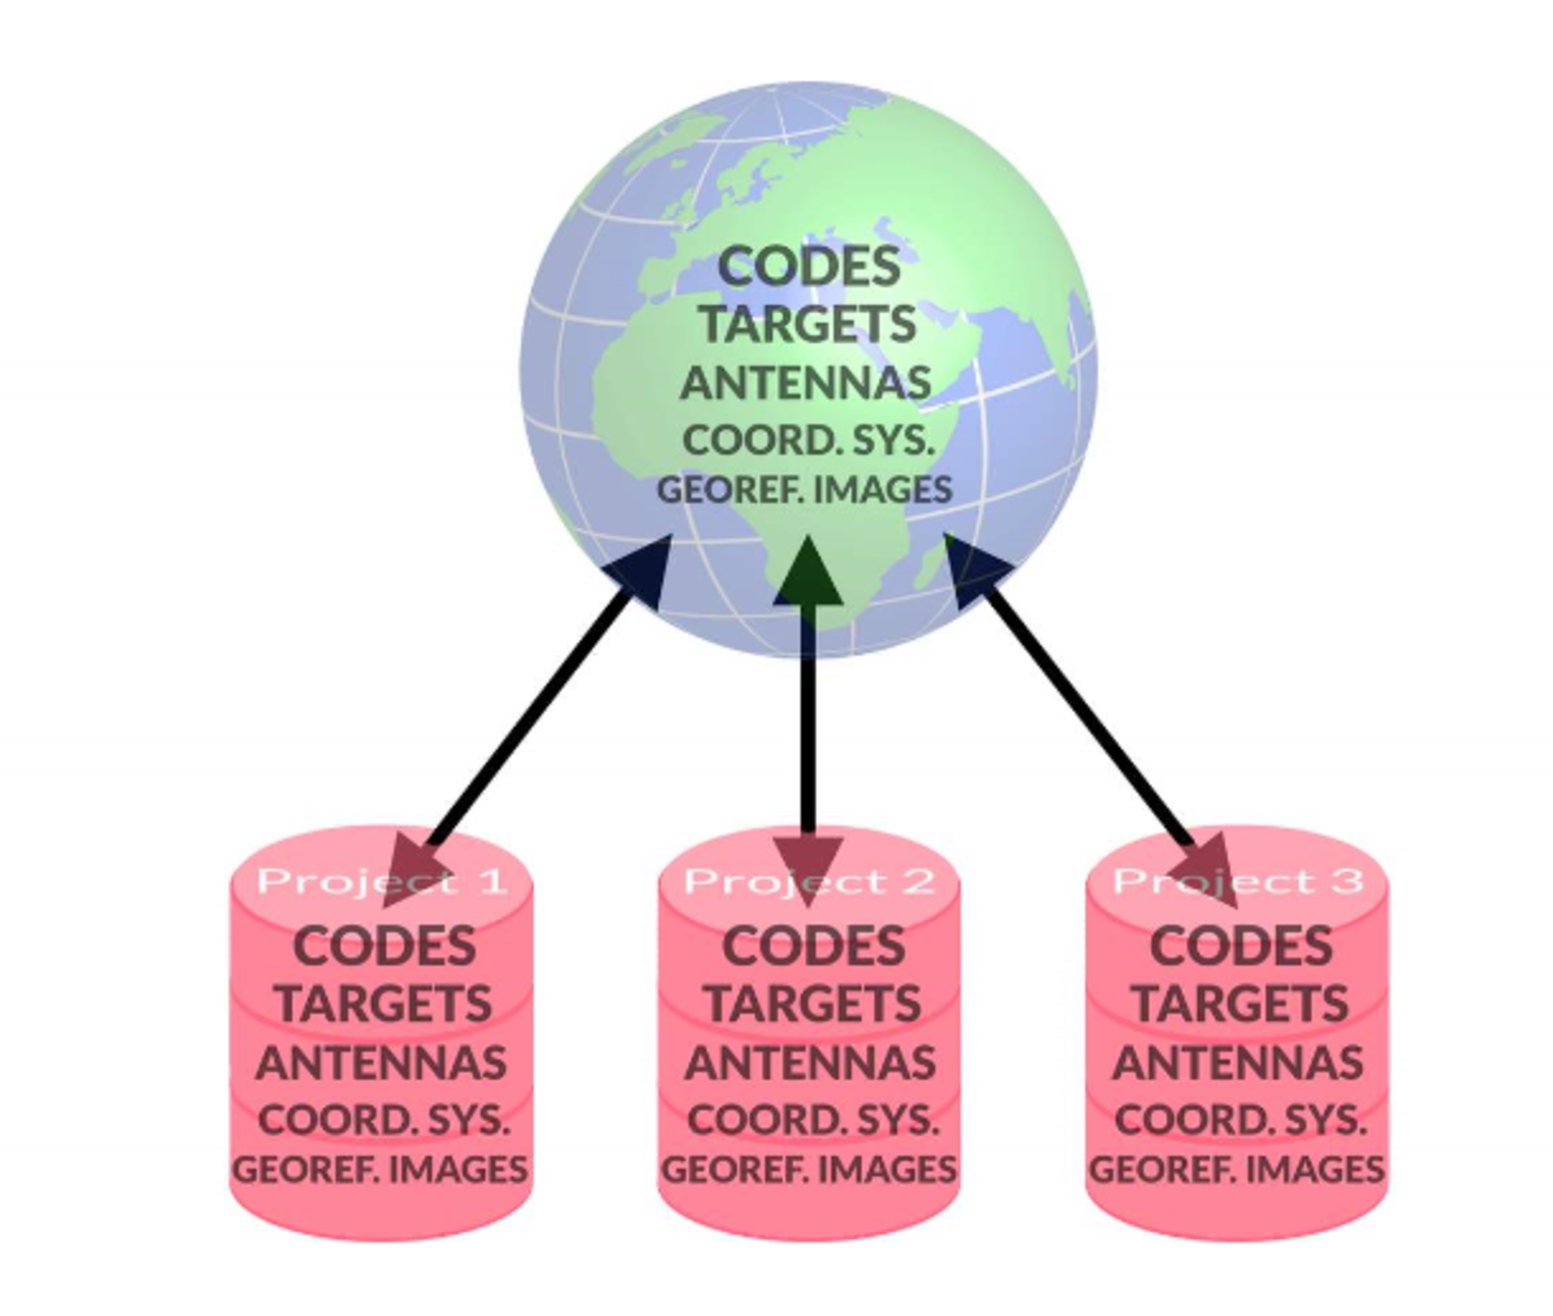 CODES
TARGETS
ANTENNAS
COORD. SYS.
GEOREF. IMAGES
Project 1
CODES
TARGETS
ANTENNAS
COORD. SYS.
GEOREF. IMAGES
Project 2
CODES
TARGETS
ANTENNAS
COORD. SYS.
GEOREF. IMAGES
Project 3
CODES
TARGETS
ANTENNAS
COORD. SYS.
GEOREF. IMAGES